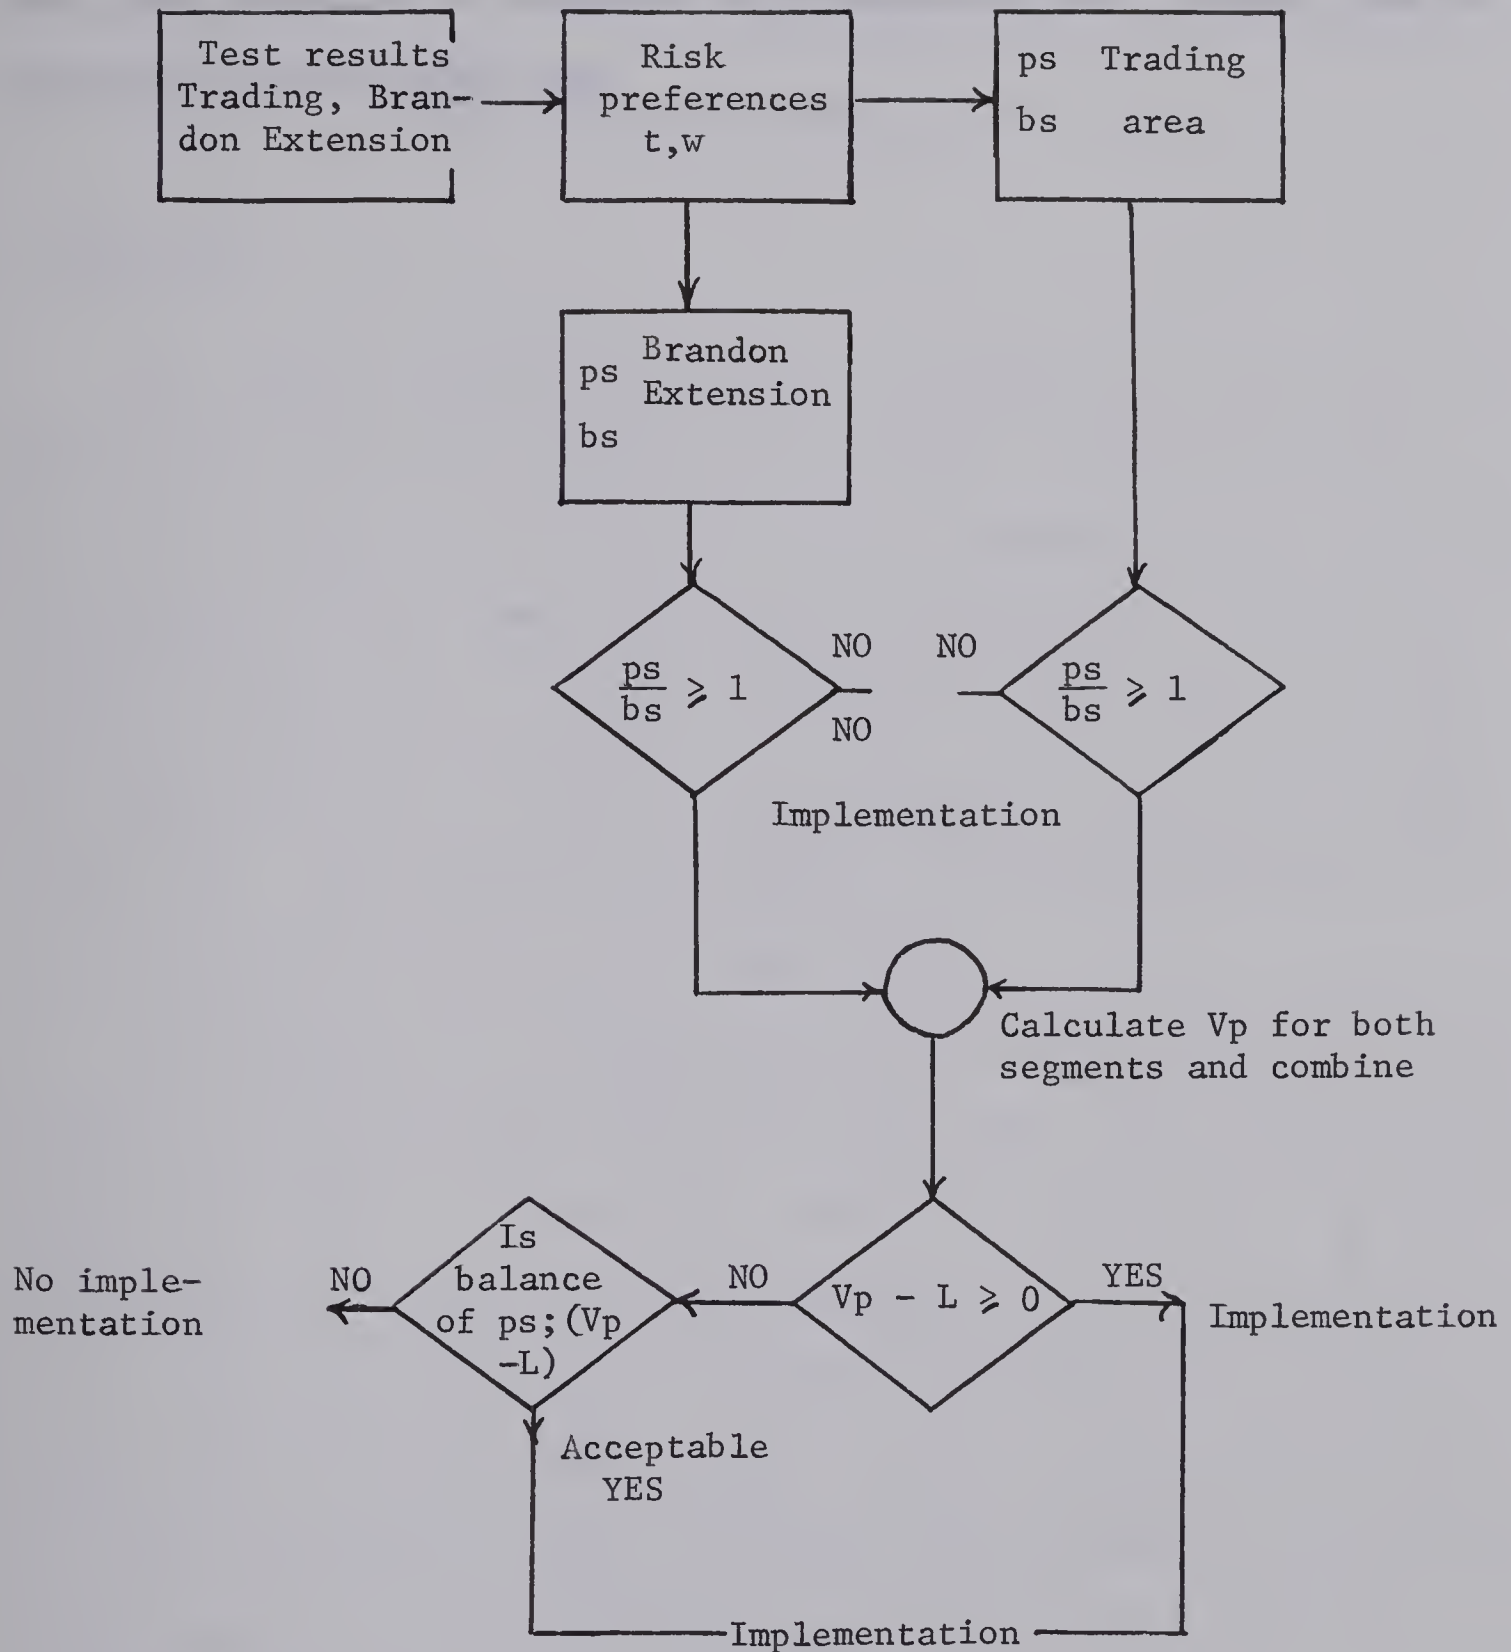 Test results
Trading, Bran-
don Extension
Risk
preferences
t,w
ps Trading
bs area
Brandon
ps Extension
bs
NO
NO
ps
bs ⩾ 1
ps
bs ⩾ 1
NO
Implementation
Calculate Vp for both
segments and combine
Is
balance
of ps;(Vp
-L)
No imple-
mentation
NO
NO
Vp - L ⩾ 0
YES
Implementation
Acceptable
YES
Implementation